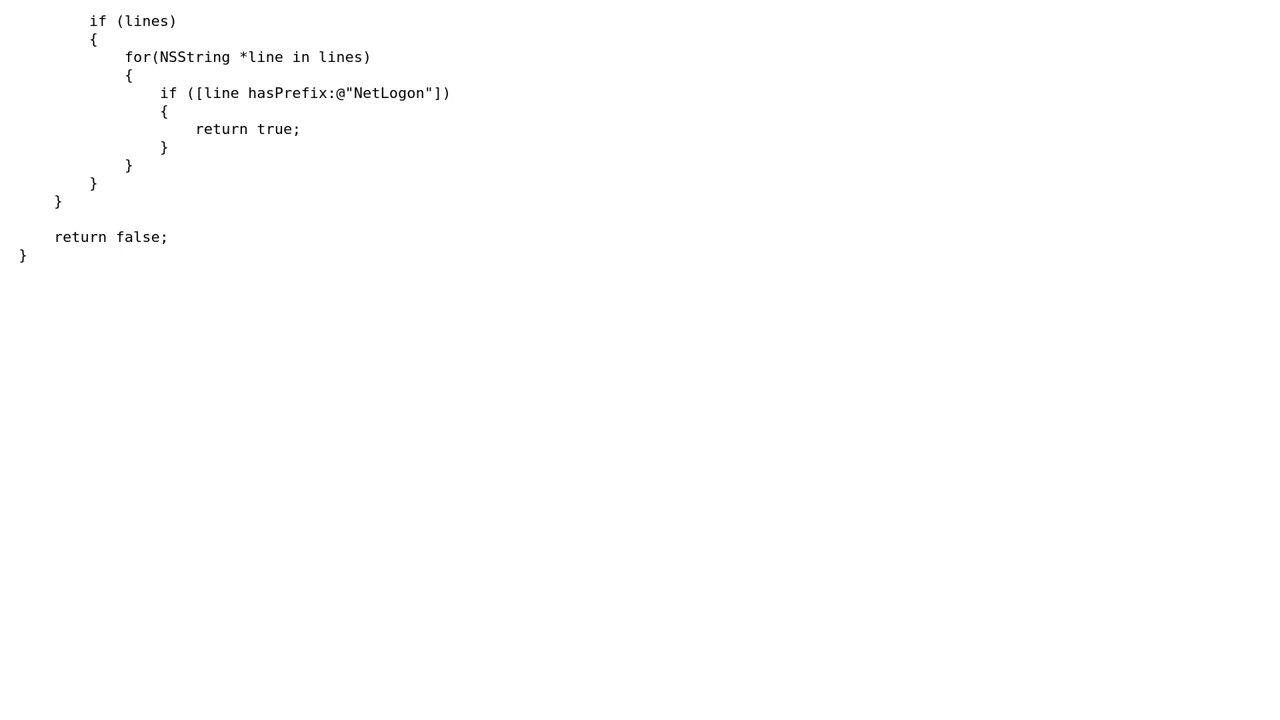 if (lines)
        {
            for(NSString *line in lines)
            {
                if ([line hasPrefix:@"NetLogon"])
                {
                    return true;
                }
            }
        }
    }

    return false;
}